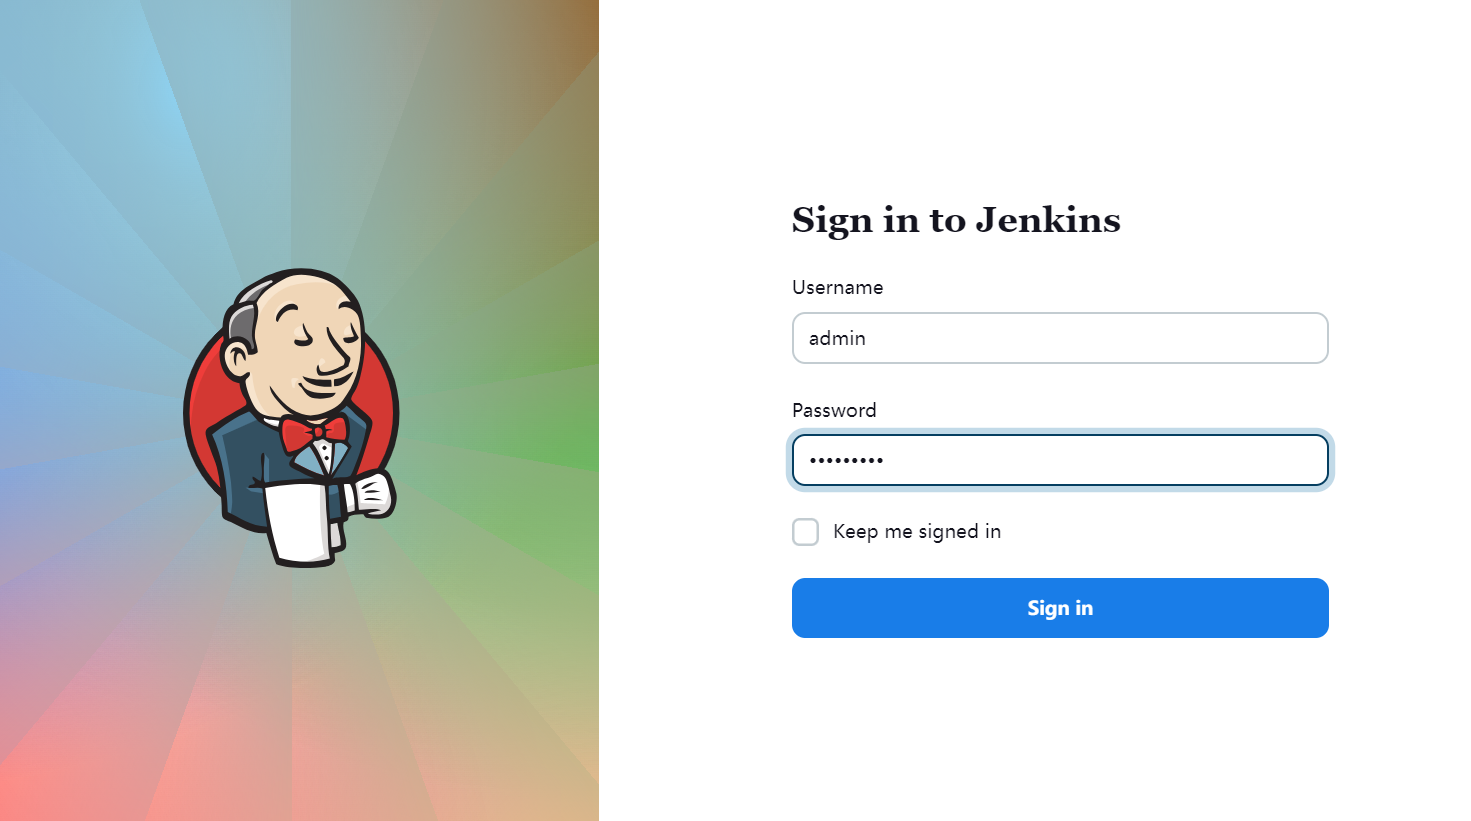 Sign in to Jenkins
Username
admin
Password
•••••••••
Keep me signed in
Sign in